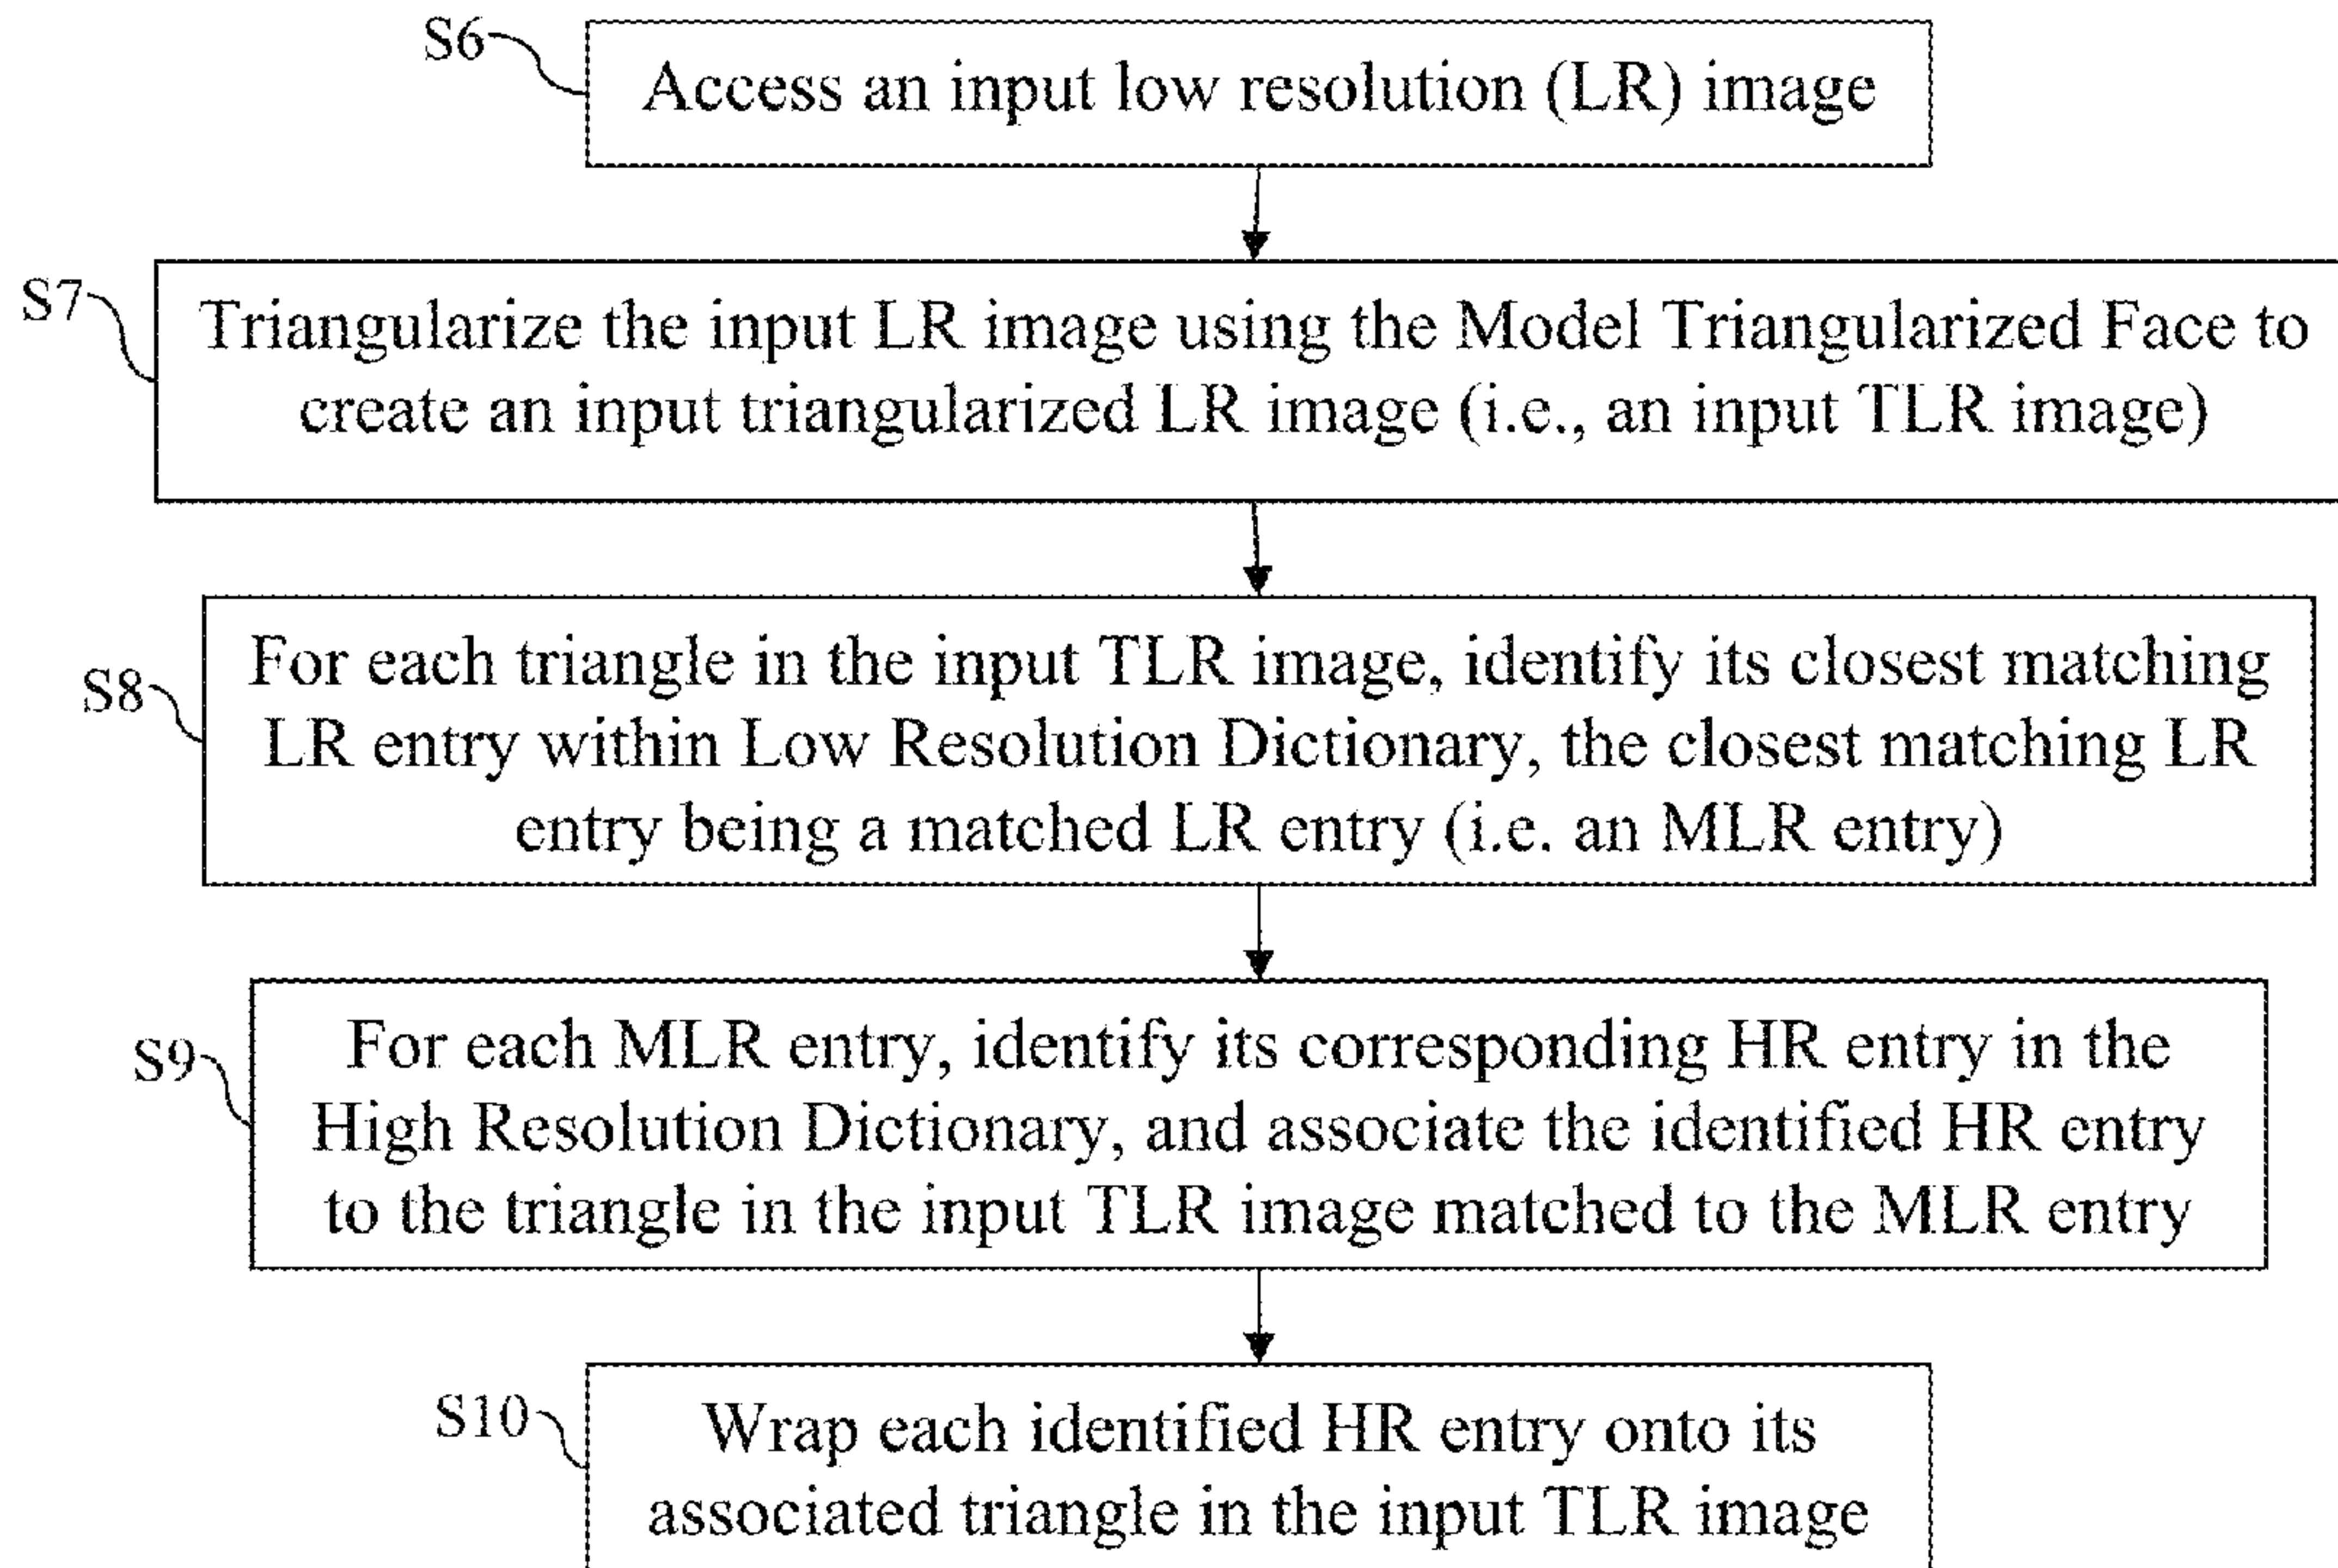 S6
Access an input low resolution (LR) image
S7
Triangularize the input LR image using the Model Triangularized Face to
create an input triangularized LR image (i.e., an input TLR image)
S8
For each triangle in the input TLR image, identify its closest matching
LR entry within Low Resolution Dictionary, the closest matching LR
entry being a matched LR entry (i.e. an MLR entry)
S9
For each MLR entry, identify its corresponding HR entry in the
High Resolution Dictionary, and associate the identified HR entry
to the triangle in the input TLR image matched to the MLR entry
S10
Wrap each identified HR entry onto its
associated triangle in the input TLR image